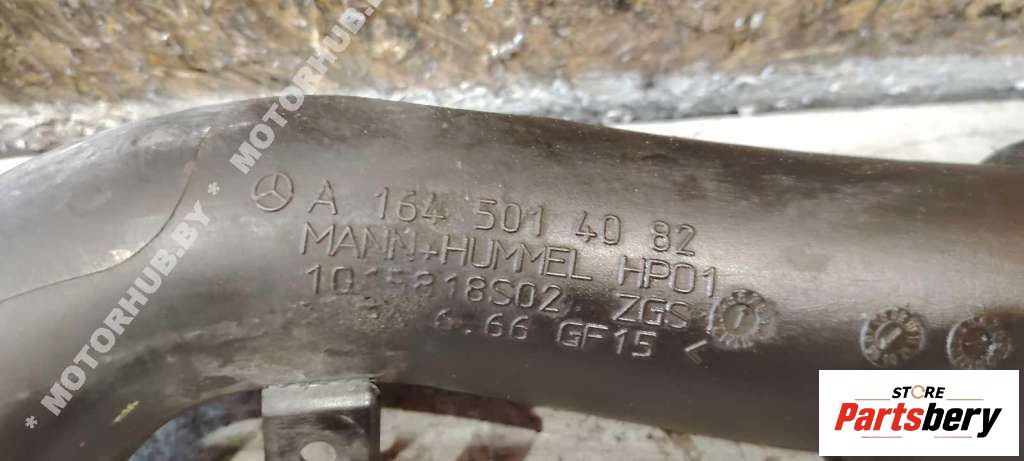 A 164 501 40 82
MANN+HUMMEL HP01
ZGS
6.66 GF15 <
* MOTORHUB.BY * MOTORHUB.BY
STORE
Partsbery